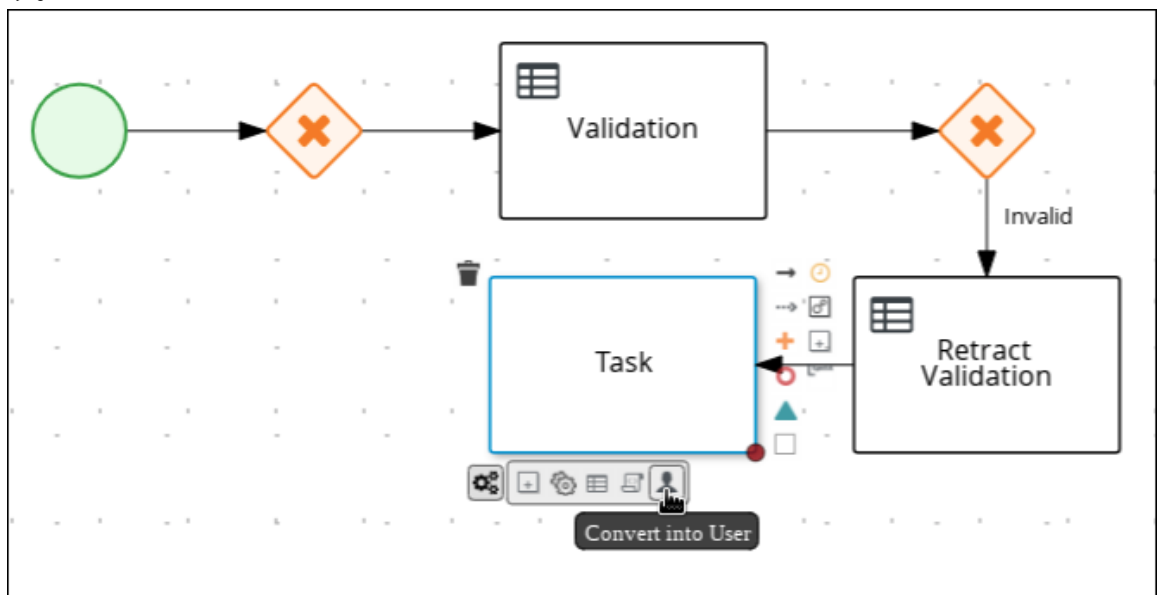 Validation
Invalid
Task
Retract
Validation
Convert into User